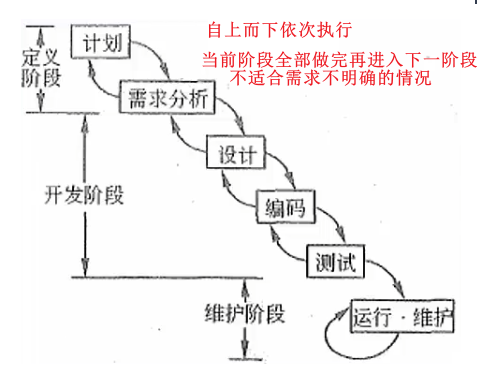 自上而下依次执行
当前阶段全部做完再进入下一阶段
不适合需求不明确的情况
计划
定义
阶段
需求分析
设计
开发阶段
编码
测试
维护阶段
运行·维护